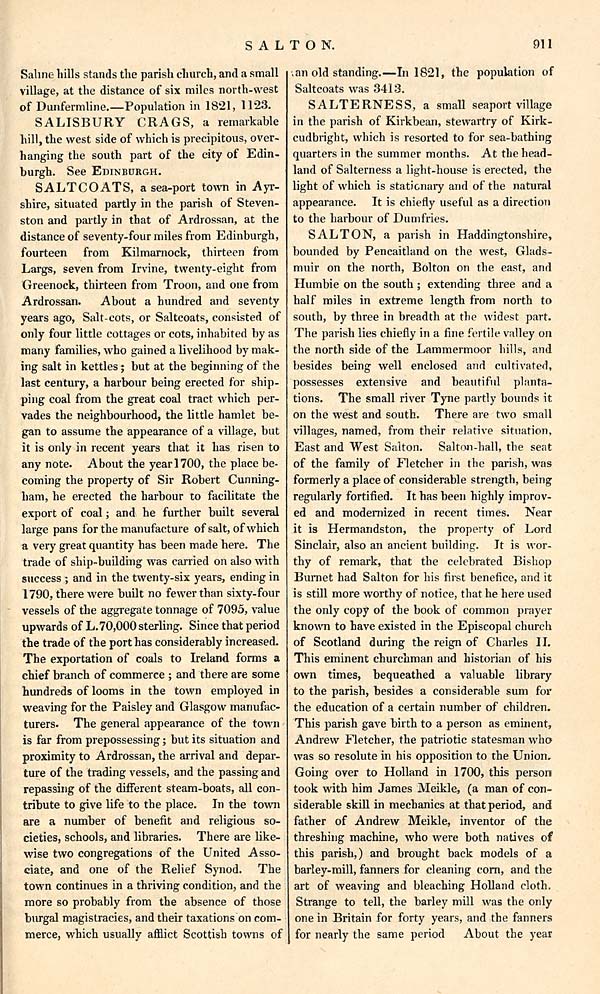 SALTON.
911
Saline hills stands the parish church, and a small
village, at the distance of six miles north-west
of Dunfermline.—Population in 1821, 1123.
SALISBURY CRAGS, a remarkable
hill, the west side of which is precipitous, over-
hanging the south part of the city of Edin-
burgh. See EDINBURGH.
SALTCOATS, a sea-port town in Ayr-
shire, situated partly in the parish of Steven-
ston and partly in that of Ardrossan, at the
distance of seventy-four miles from Edinburgh,
fourteen from Kilmarnock, thirteen from
Largs, seven from Irvine, twenty-eight from
Greenock, thirteen from Troon, and one from
Ardrossan. About a hundred and seventy
years ago, Salt-cots, or Saltcoats, consisted of
only four little cottages or cots, inhabited by as
many families, who gained a livelihood by mak-
ing salt in kettles; but at the beginning of the
last century, a harbour being erected for ship-
ping coal from the great coal tract which per-
vades the neighbourhood, the little hamlet be-
gan to assume the appearance of a village, but
it is only in recent years that it has risen to
any note. About the year 1700, the place be-
coming the property of Sir Robert Cunning-
ham, he erected the harbour to facilitate the
export of coal; and he further built several
large pans for the manufacture of salt, of which
a very great quantity has been made here. The
trade of ship-building was carried on also with
success; and in the twenty-six years, ending in
1790, there were built no fewer than sixty-four
vessels of the aggregate tonnage of 7095, value
upwards of L.70,000 sterling. Since that period
the trade of the port has considerably increased.
The exportation of coals to Ireland forms a
chief branch of commerce; and there are some
hundreds of looms in the town employed in
weaving for the Paisley and Glasgow manufac-
turers. The general appearance of the town
is far from prepossessing; but its situation and
proximity to Ardrossan, the arrival and depar-
ture of the trading vessels, and the passing and
repassing of the different steam-boats, all con-
tribute to give life to the place. In the town
are a number of benefit and religious so-
cieties, schools, and libraries. There are like-
wise two congregations of the United Asso-
ciate, and one of the Relief Synod. The
town continues in a thriving condition, and the
more so probably from the absence of those
burgal magistracies, and their taxations on com-
merce, which usually afflict Scottish towns of
an old standing.—In 1821, the population of
Saltcoats was 3413.
SALTERNESS, a small seaport village
in the parish of Kirkbean, stewartry of Kirk-
cudbright, which is resorted to for sea-bathing
quarters in the summer months. At the head-
land of Salterness a light-house is erected, the
light of which is stationary and of the natural
appearance. It is chiefly useful as a direction
to the harbour of Dumfries.
SALTON, a parish in Haddingtonshire,
bounded by Pencaitland on the west, Glads-
muir on the north, Bolton on the east, and
Humbie on the south; extending three and a
half miles in extreme length from north to
south, by three in breadth at the widest part.
The parish lies chiefly in a fine fertile valley on
the north side of the Lammermoor hills, and
besides being well enclosed and cultivated,
possesses extensive and beautiful planta-
tions. The small river Tyne partly bounds it
on the west and south. There are two small
villages, named, from their relative situation,
East and West Salton. Salton-hall, the seat
of the family of Fletcher in the parish, was
formerly a place of considerable strength, being
regularly fortified. It has been highly improv-
ed and modernized in recent times. Near
it is Hermandston, the property of Lord
Sinclair, also an ancient building. It is wor-
thy of remark, that the celebrated Bishop
Burnet had Salton for his first benefice, and it
is still more worthy of notice, that he here used
the only copy of the book of common prayer
known to have existed in the Episcopal church
of Scotland during the reign of Charles II.
This eminent churchman and historian of his
own times, bequeathed a valuable library
to the parish, besides a considerable sum for
the education of a certain number of children.
This parish gave birth to a person as eminent,
Andrew Fletcher, the patriotic statesman who
was so resolute in his opposition to the Union.
Going over to Holland in 1700, this person
took with him James Meikle, (a man of con-
siderable skill in mechanics at that period, and
father of Andrew Meikle, inventor of the
threshing machine, who were both natives of
this parish,) and brought back models of a
barley-mill, fanners for cleaning corn, and the
art of weaving and bleaching Holland cloth.
Strange to tell, the barley mill was the only
one in Britain for forty years, and the fanners
for nearly the same period About the year